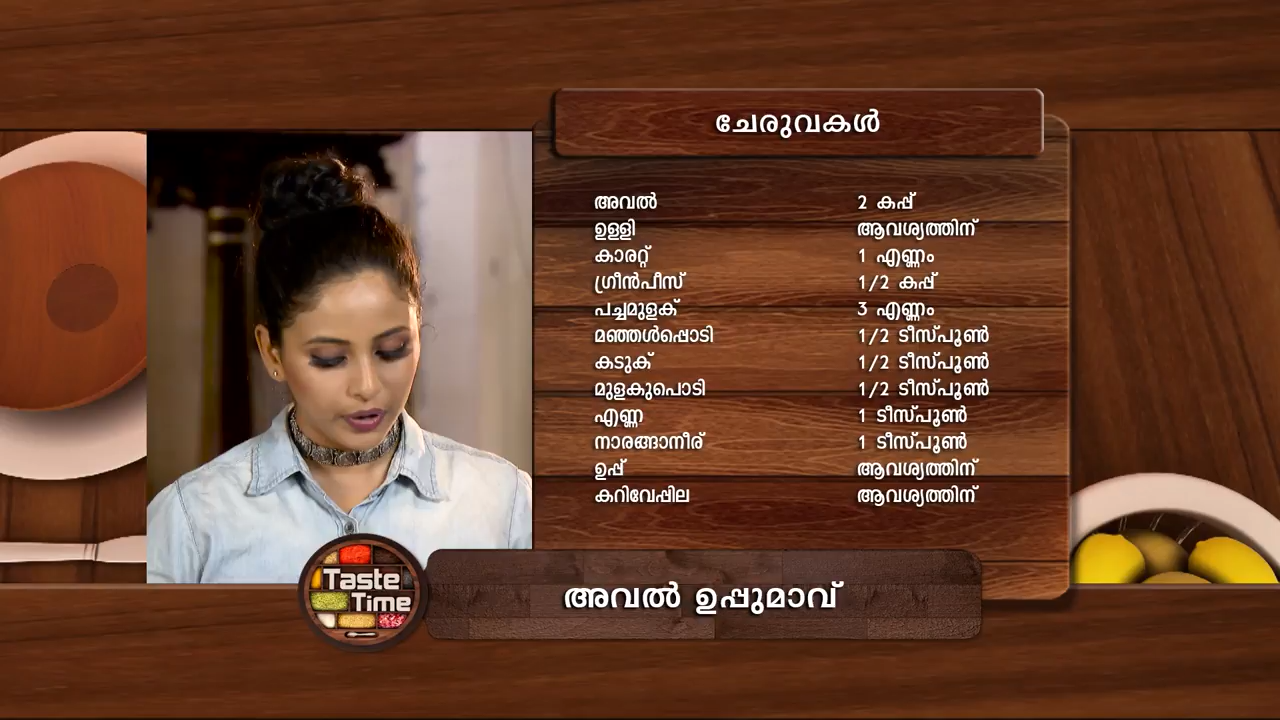 ചേരുവകൾ
അവൽ 2 കപ്പ്
ഉള്ളി ആവശ്യത്തിന്
കാരറ്റ് 1 എണ്ണം
ഗ്രീൻപീസ് 1/2 കപ്പ്
പച്ചമുളക് 3 എണ്ണം
മഞ്ഞൾപ്പൊടി 1/2 ടീസ്പൂൺ
കടുക് 1/2 ടീസ്പൂൺ
മുളകുപൊടി 1/2 ടീസ്പൂൺ
എണ്ണ 1 ടീസ്പൂൺ
നാരങ്ങാനീര് 1 ടീസ്പൂൺ
ഉപ്പ് ആവശ്യത്തിന്
കറിവേപ്പില ആവശ്യത്തിന്
Taste
Time
അവൽ ഉപ്പുമാവ്